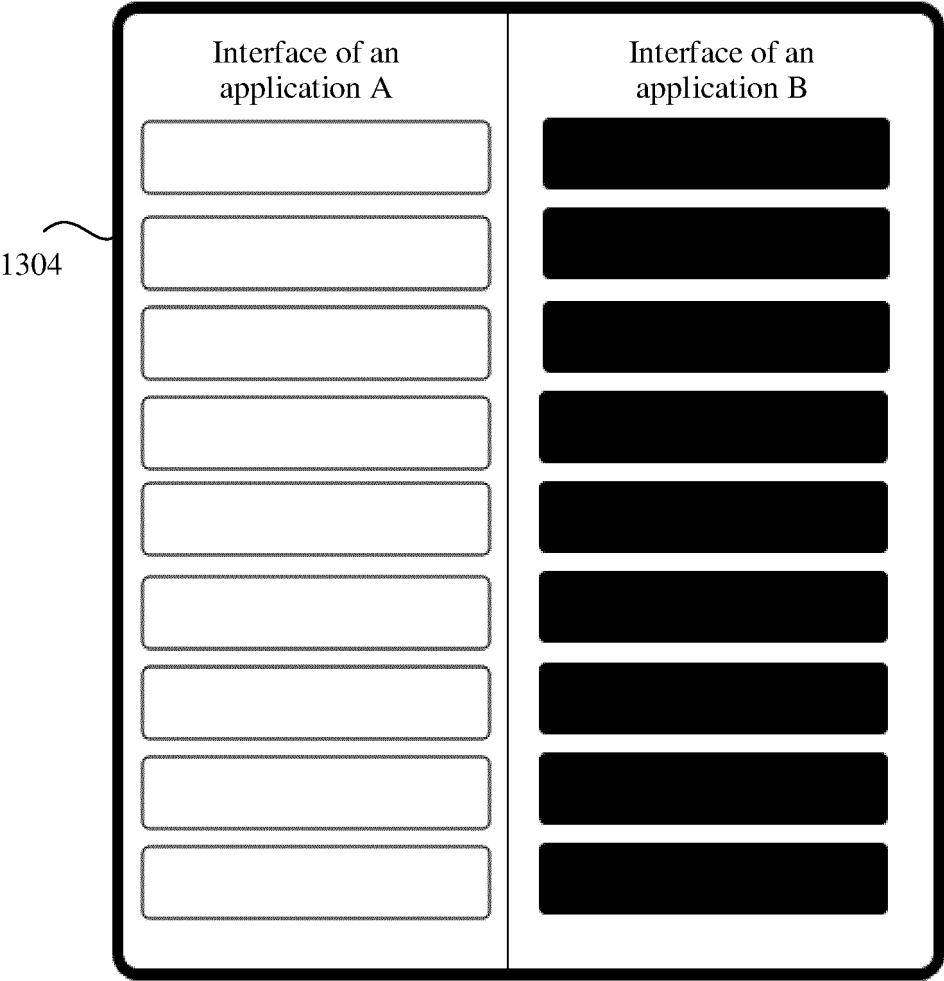 Interface of an
application A
Interface of an
application B
1304